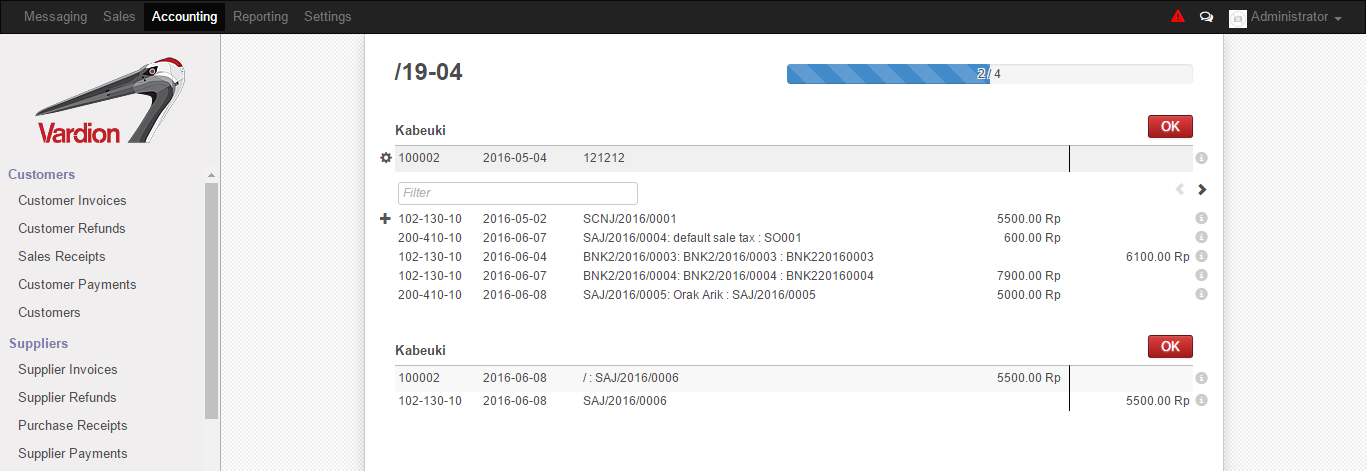 Messaging Sales Accounting Reporting Settings Administrator
Vardion
Customers
Customer Invoices
Customer Refunds
Sales Receipts
Customer Payments
Customers
Suppliers
Supplier Invoices
Supplier Refunds
Purchase Receipts
Supplier Payments
/19-04 2 / 4
Kabeuki OK
100002 2016-05-04 121212
Filter
102-130-10 2016-05-02 SCNJ/2016/0001 5500.00 Rp
200-410-10 2016-06-07 SAJ/2016/0004: default sale tax : SO001 600.00 Rp
102-130-10 2016-06-04 BNK2/2016/0003: BNK2/2016/0003 : BNK220160003 6100.00 Rp
102-130-10 2016-06-07 BNK2/2016/0004: BNK2/2016/0004 : BNK220160004 7900.00 Rp
200-410-10 2016-06-08 SAJ/2016/0005: Orak Arik : SAJ/2016/0005 5000.00 Rp
Kabeuki OK
100002 2016-06-08 / : SAJ/2016/0006 5500.00 Rp
102-130-10 2016-06-08 SAJ/2016/0006 5500.00 Rp